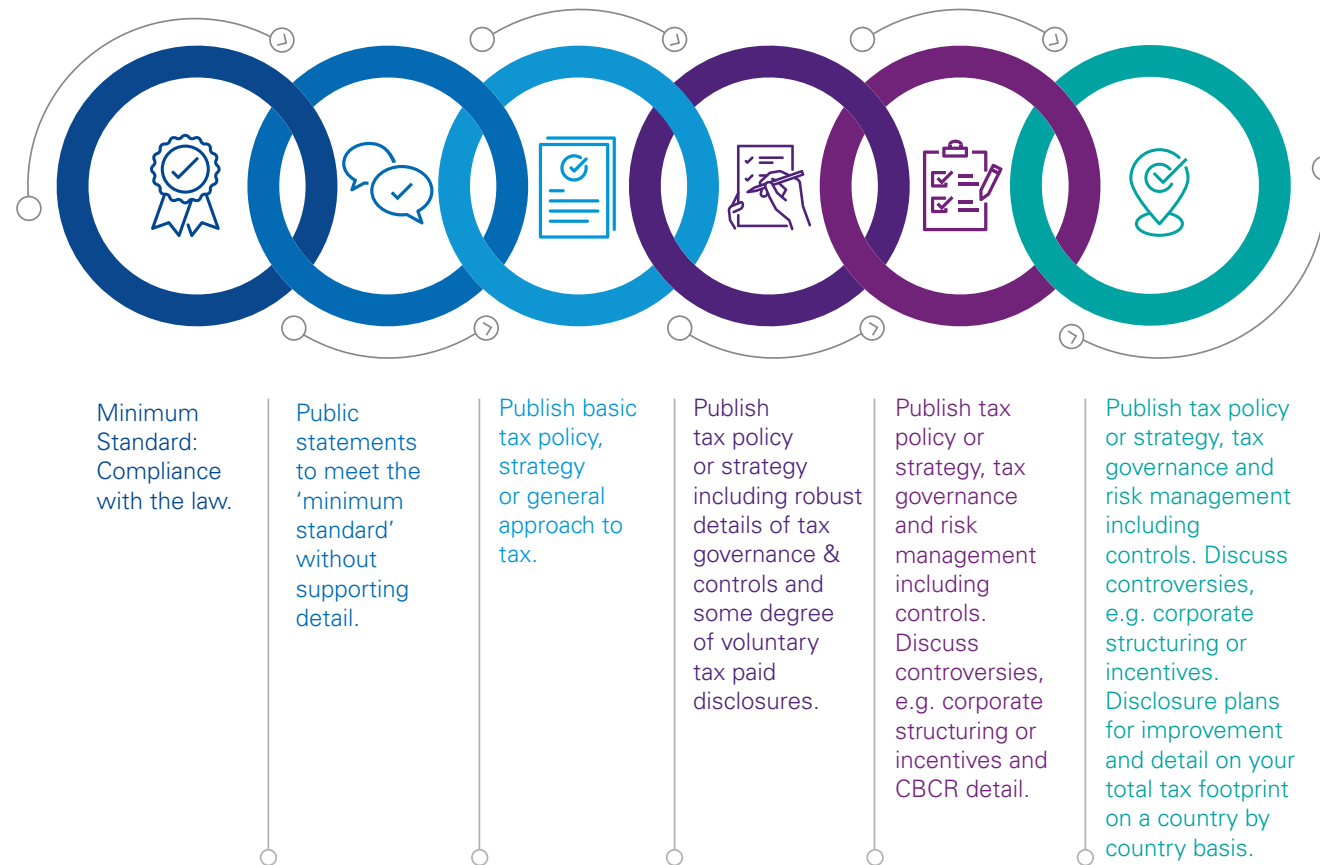 Minimum
Standard:
Compliance
with the law.
Public
statements
to meet the
‘minimum
standard’
without
supporting
detail.
Publish basic
tax policy,
strategy
or general
approach to
tax.
Publish
tax policy
or strategy
including robust
details of tax
governance &
controls and
some degree
of voluntary
tax paid
disclosures.
Publish tax
policy or
strategy, tax
governance
and risk
management
including
controls.
Discuss
controversies,
e.g. corporate
structuring or
incentives and
CBCR detail.
Publish tax policy
or strategy, tax
governance and
risk management
including
controls. Discuss
controversies,
e.g. corporate
structuring or
incentives.
Disclosure plans
for improvement
and detail on your
total tax footprint
on a country by
country basis.